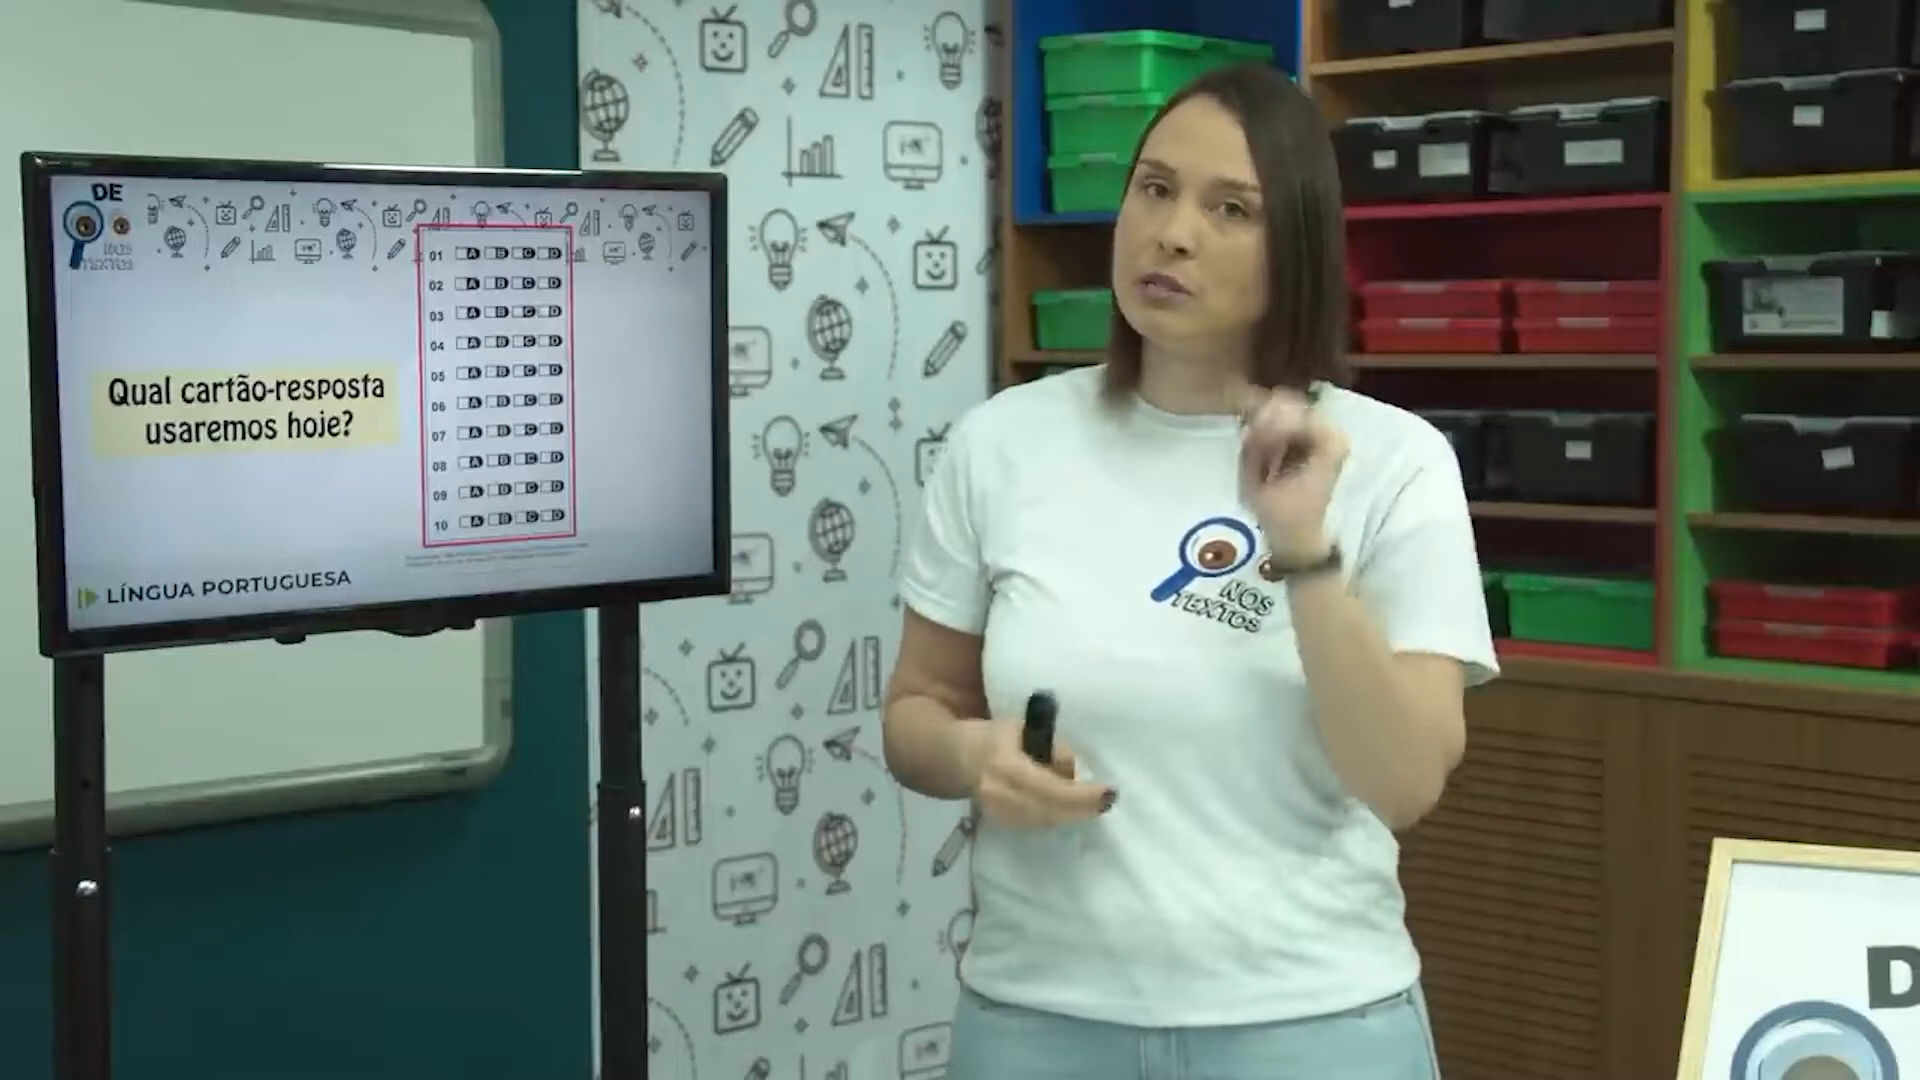 DE
NOS
TEXTOS
01 A B C D
02 A B C D
03 A B C D
04 A B C D
05 A B C D
06 A B C D
07 A B C D
08 A B C D
09 A B C D
10 A B C D
Qual cartão-resposta
usaremos hoje?
LÍNGUA PORTUGUESA
NOS
TEXTOS
D